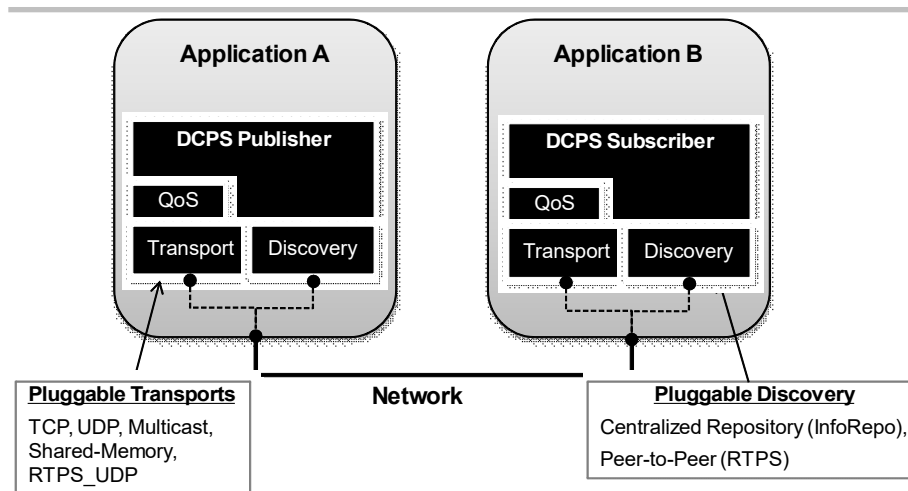 Application A
DCPS Publisher
QoS
Transport
Discovery
Application B
DCPS Subscriber
QoS
Transport
Discovery
Network
Pluggable Transports
TCP, UDP, Multicast,
Shared-Memory,
RTPS_UDP
Pluggable Discovery
Centralized Repository (InfoRepo),
Peer-to-Peer (RTPS)